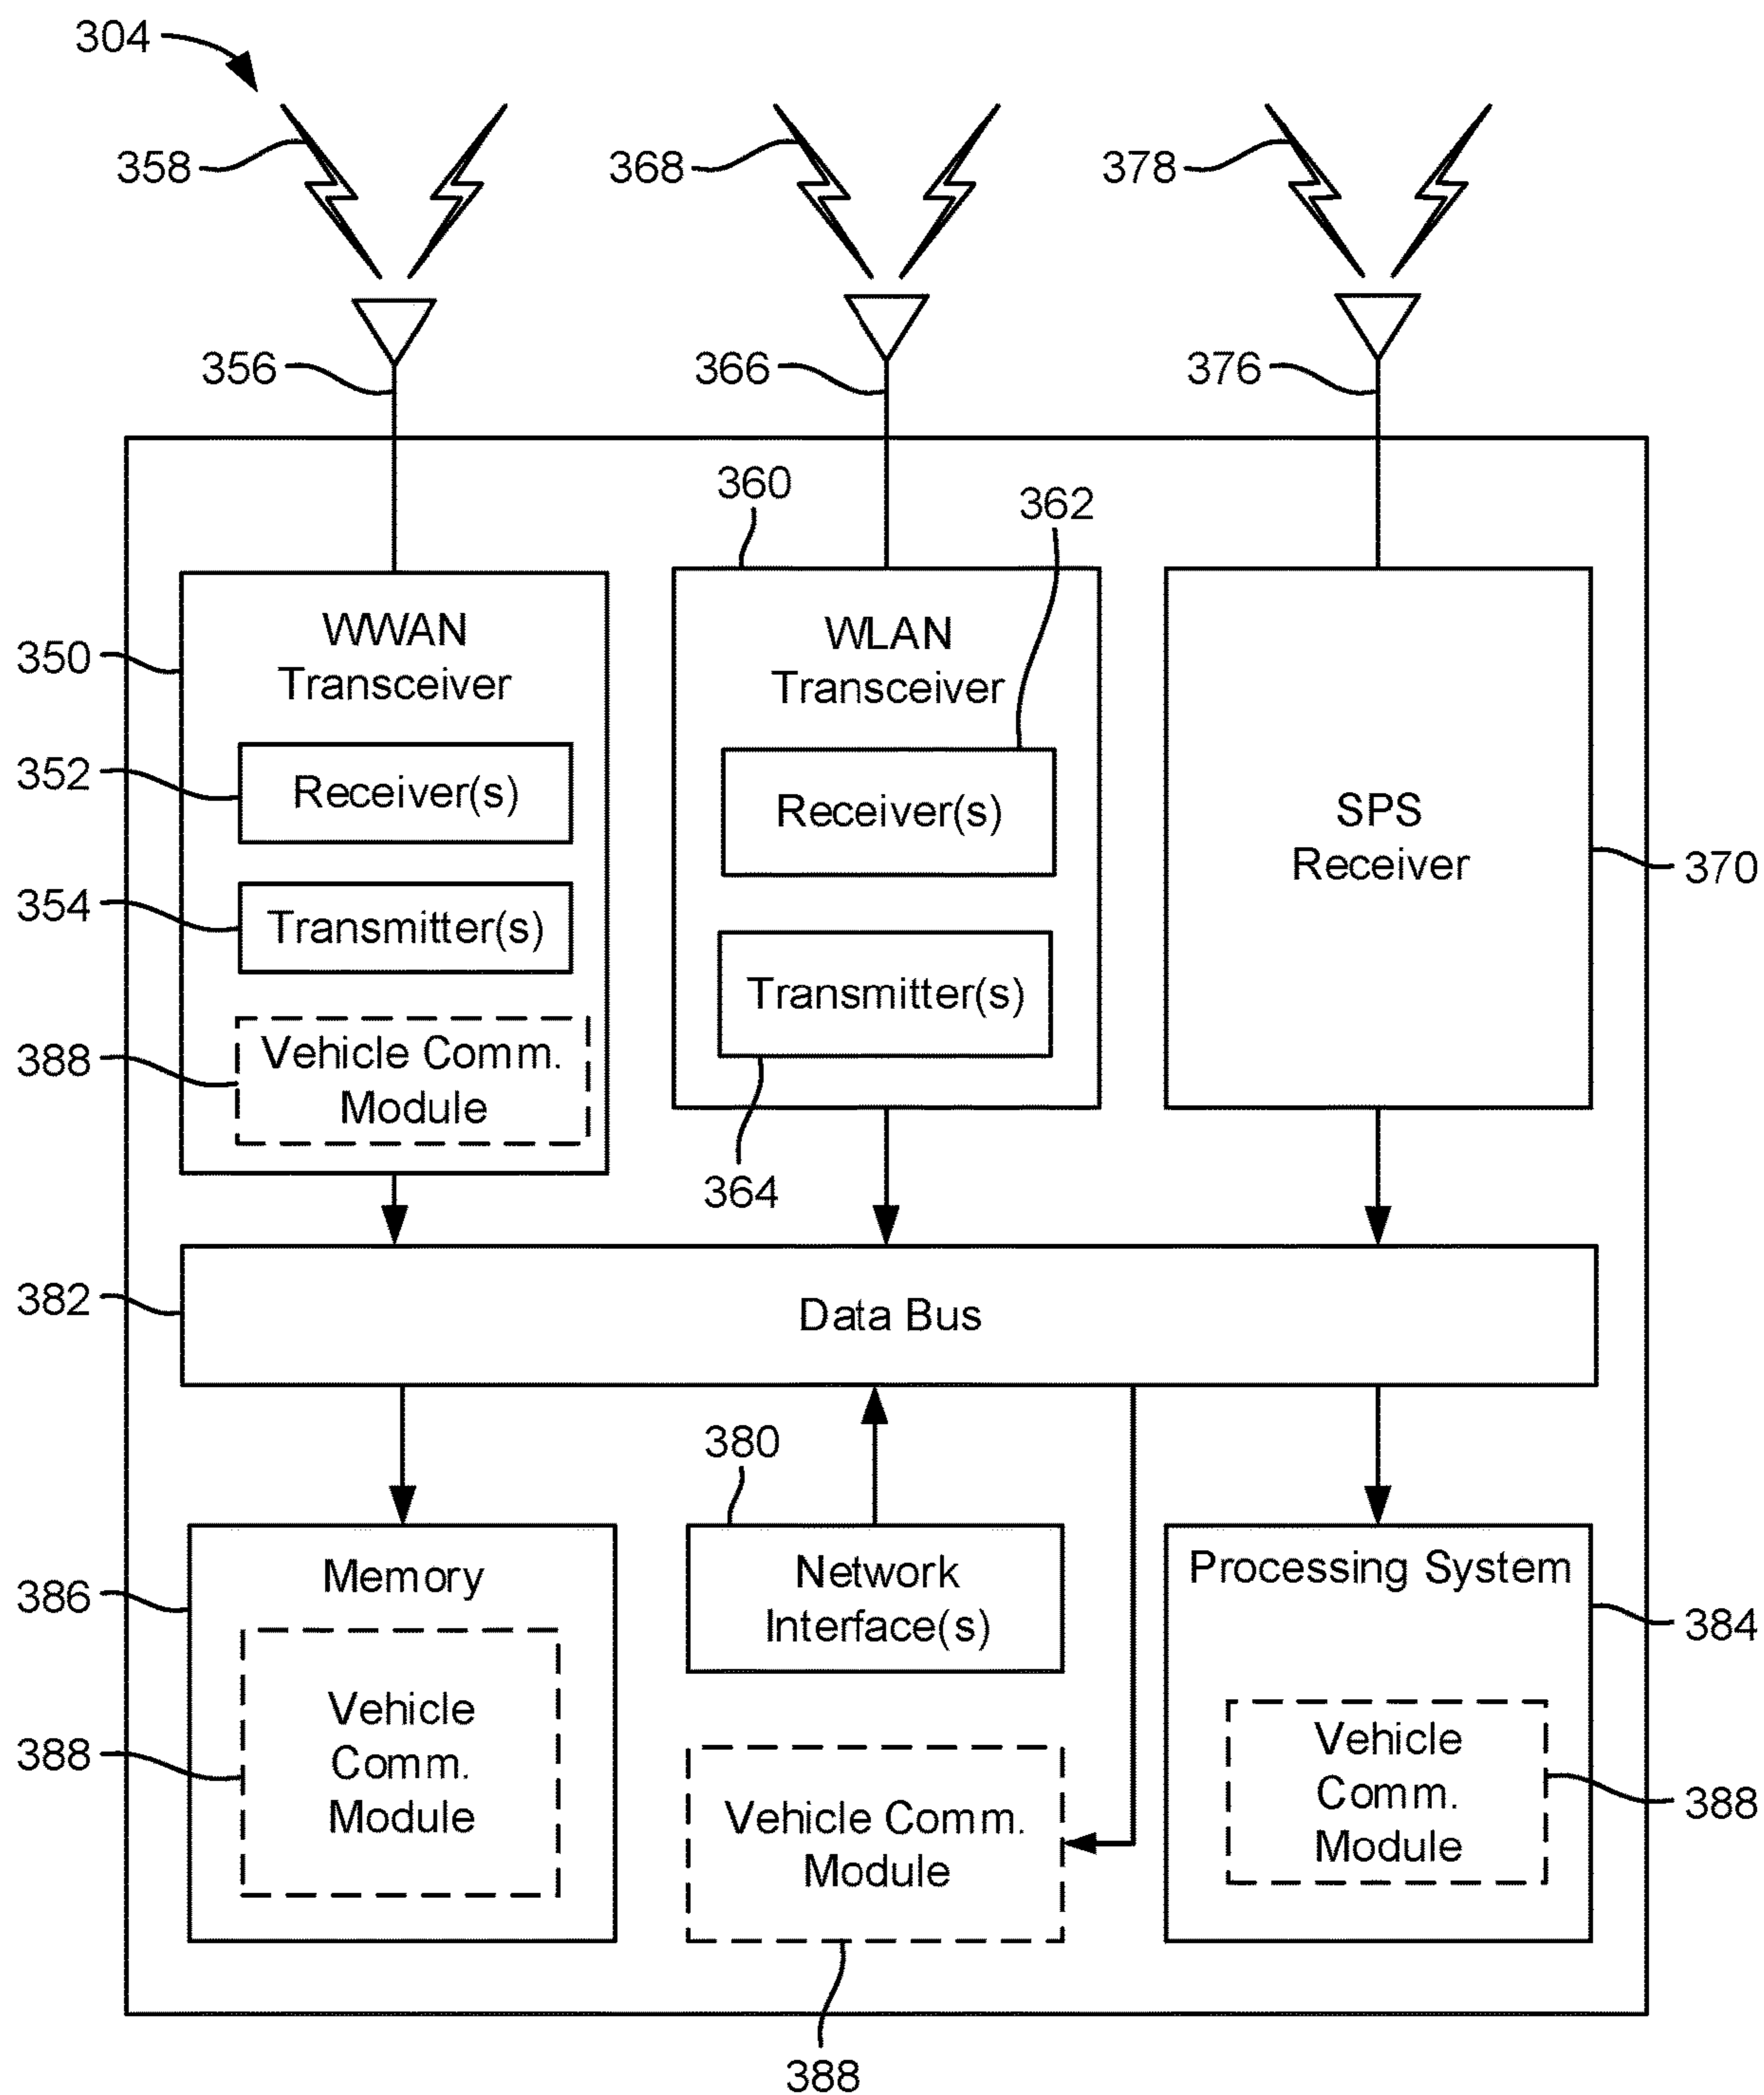 304
358
368
378
356
366
376
360
362
WWAN
Transceiver
350
WLAN
Transceiver
352
Receiver(s)
Receiver(s)
SPS
Receiver
370
354
Transmitter(s)
Transmitter(s)
388
Vehicle Comm.
Module
364
382
Data Bus
380
386
Memory
Network
Interface(s)
Processing System
384
388
Vehicle
Comm.
Module
Vehicle Comm.
Module
Vehicle
Comm.
Module
388
388